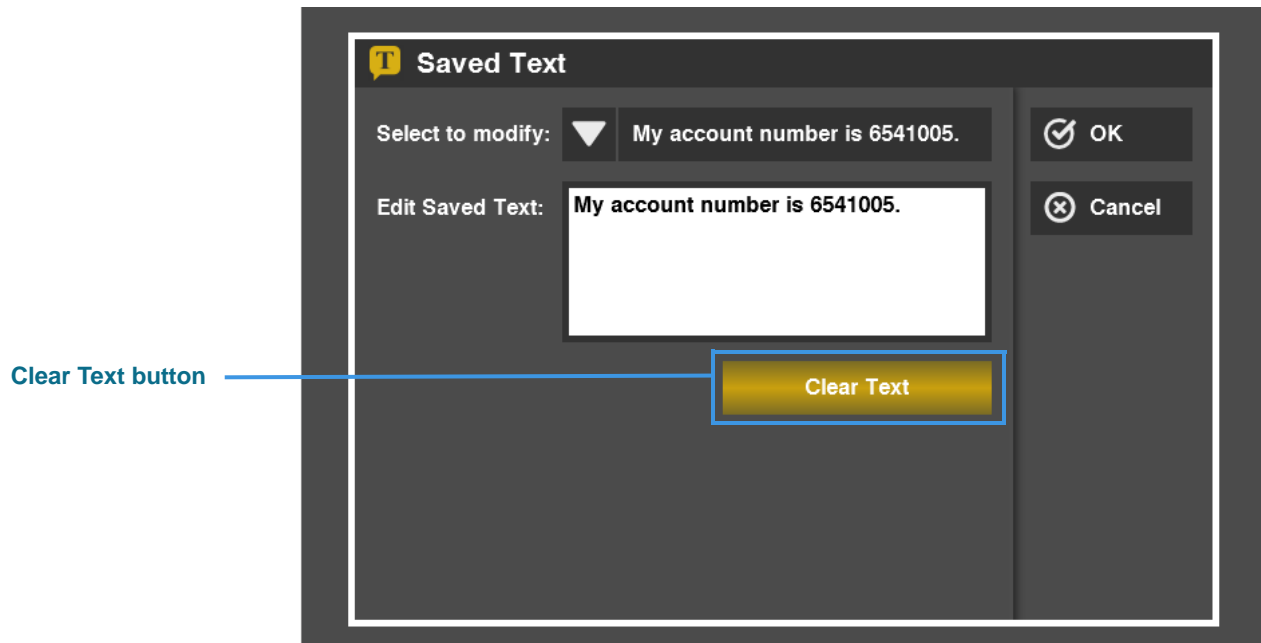 T Saved Text
Select to modify: My account number is 6541005. OK
Edit Saved Text: My account number is 6541005. Cancel
Clear Text button
Clear Text